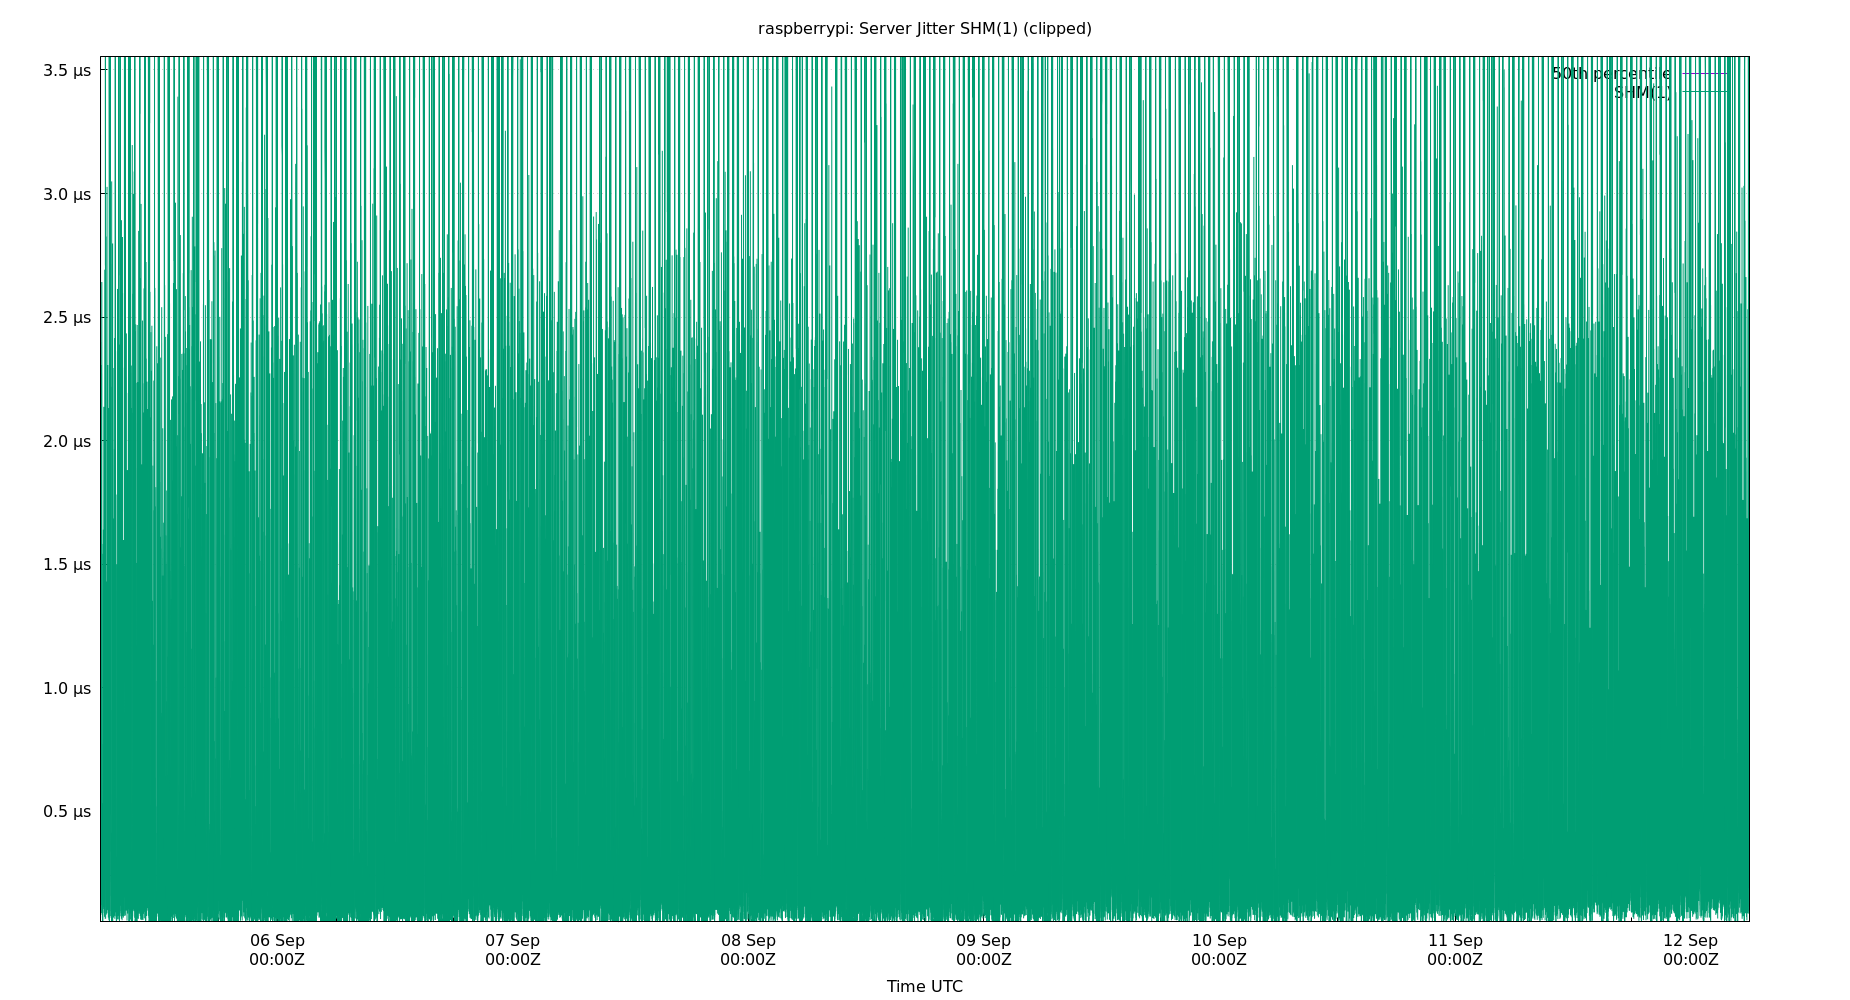 raspberrypi: Server Jitter SHM(1) (clipped)
3.5 µs
50th percentile
SHM(1)
3.0 µs
2.5 µs
2.0 µs
1.5 µs
1.0 µs
0.5 µs
06 Sep 07 Sep 08 Sep 09 Sep 10 Sep 11 Sep 12 Sep
00:00Z 00:00Z 00:00Z 00:00Z 00:00Z 00:00Z 00:00Z
Time UTC